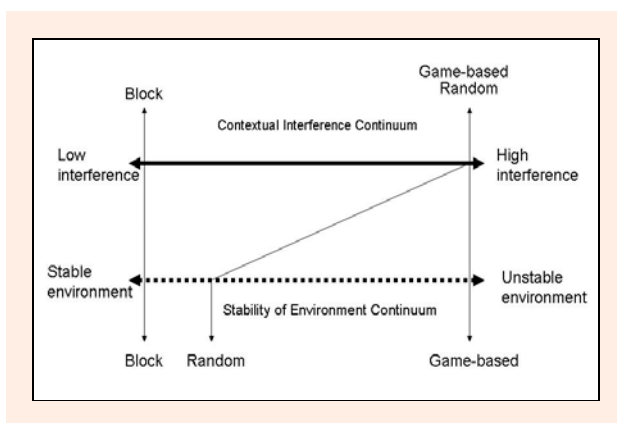 Block
Game-based
Random
Contextual Interference Continuum
Low
interference
High
interference
Stable
environment
Unstable
environment
Stability of Environment Continuum
Block
Random
Game-based